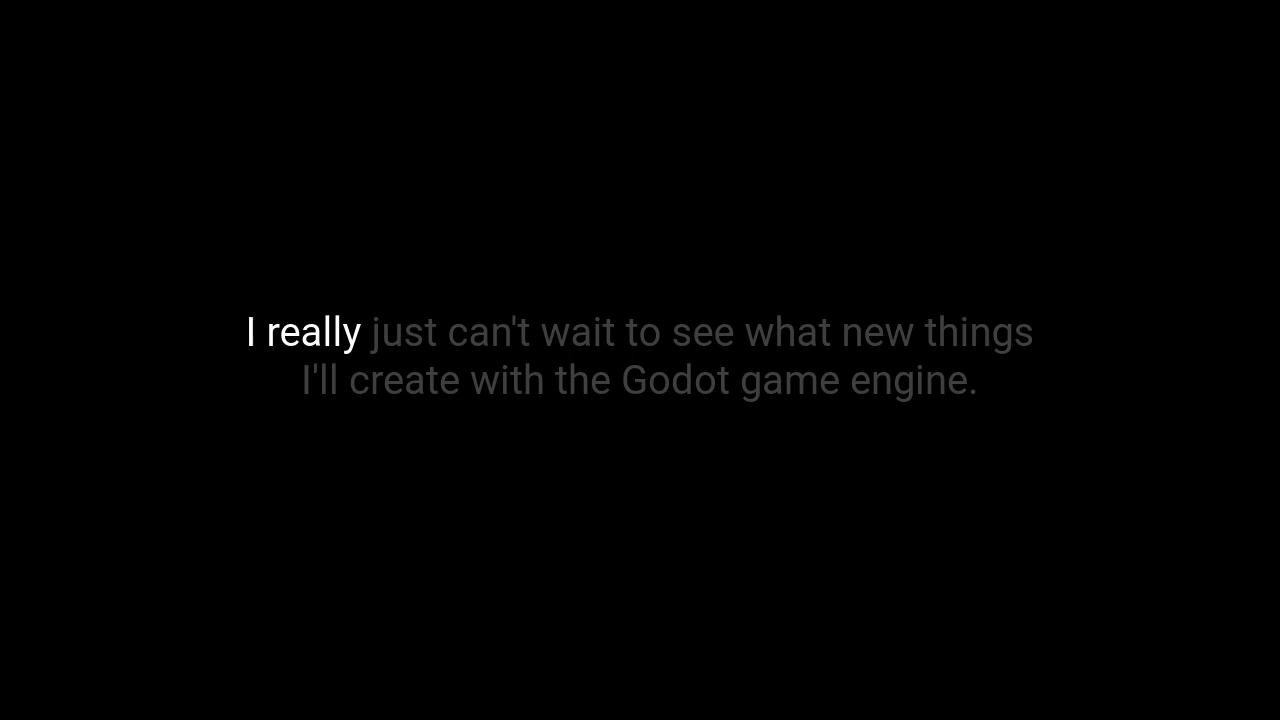 I really just can't wait to see what new things
I'll create with the Godot game engine.